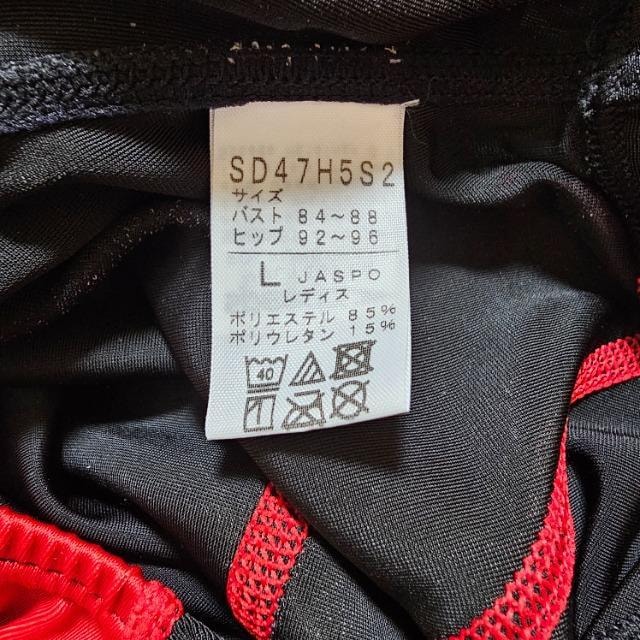 SD47H5S2
サイズ
バスト 84～88
ヒップ 92～96
L JASPO
レディス
ポリエステル 85%
ポリウレタン 15%
40